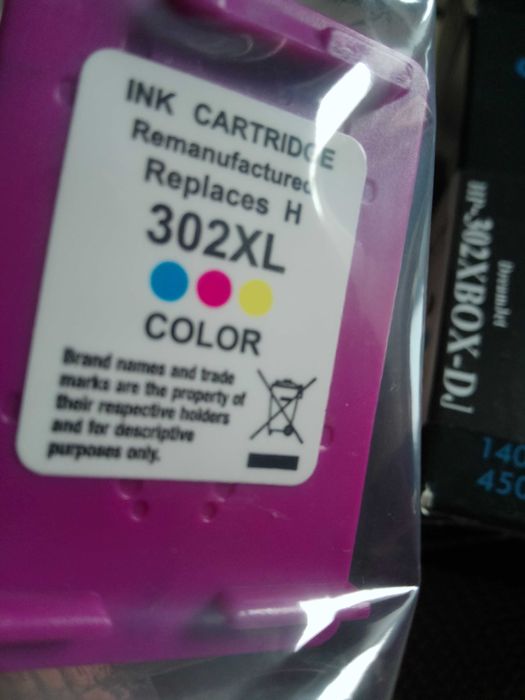 INK CARTRIDGE
Remanufactured
Replaces H
302XL
COLOR
Brand names and trade
marks are the property of
their respective holders
and for descriptive
purposes only.
HP-302XBOX-DJ
140
450